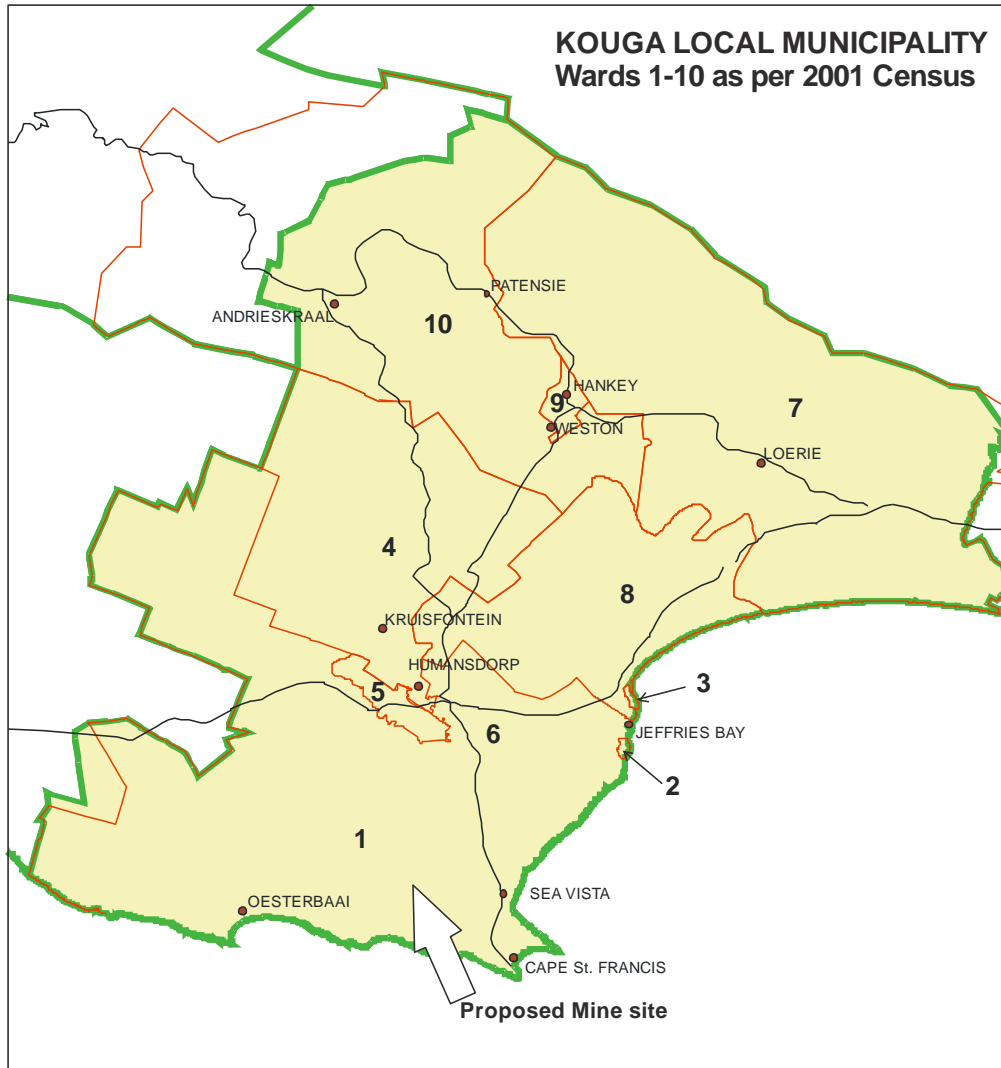 KOUGA LOCAL MUNICIPALITY
Wards 1-10 as per 2001 Census
PATENSIE
ANDRIESKRAAL
10
HANKEY
9
7
WESTON
LOERIE
4
8
KRUISFONTEIN
HUMANSDORP
5
3
6
JEFFRIES BAY
2
1
SEA VISTA
OESTERBAAI
CAPE St. FRANCIS
Proposed Mine site